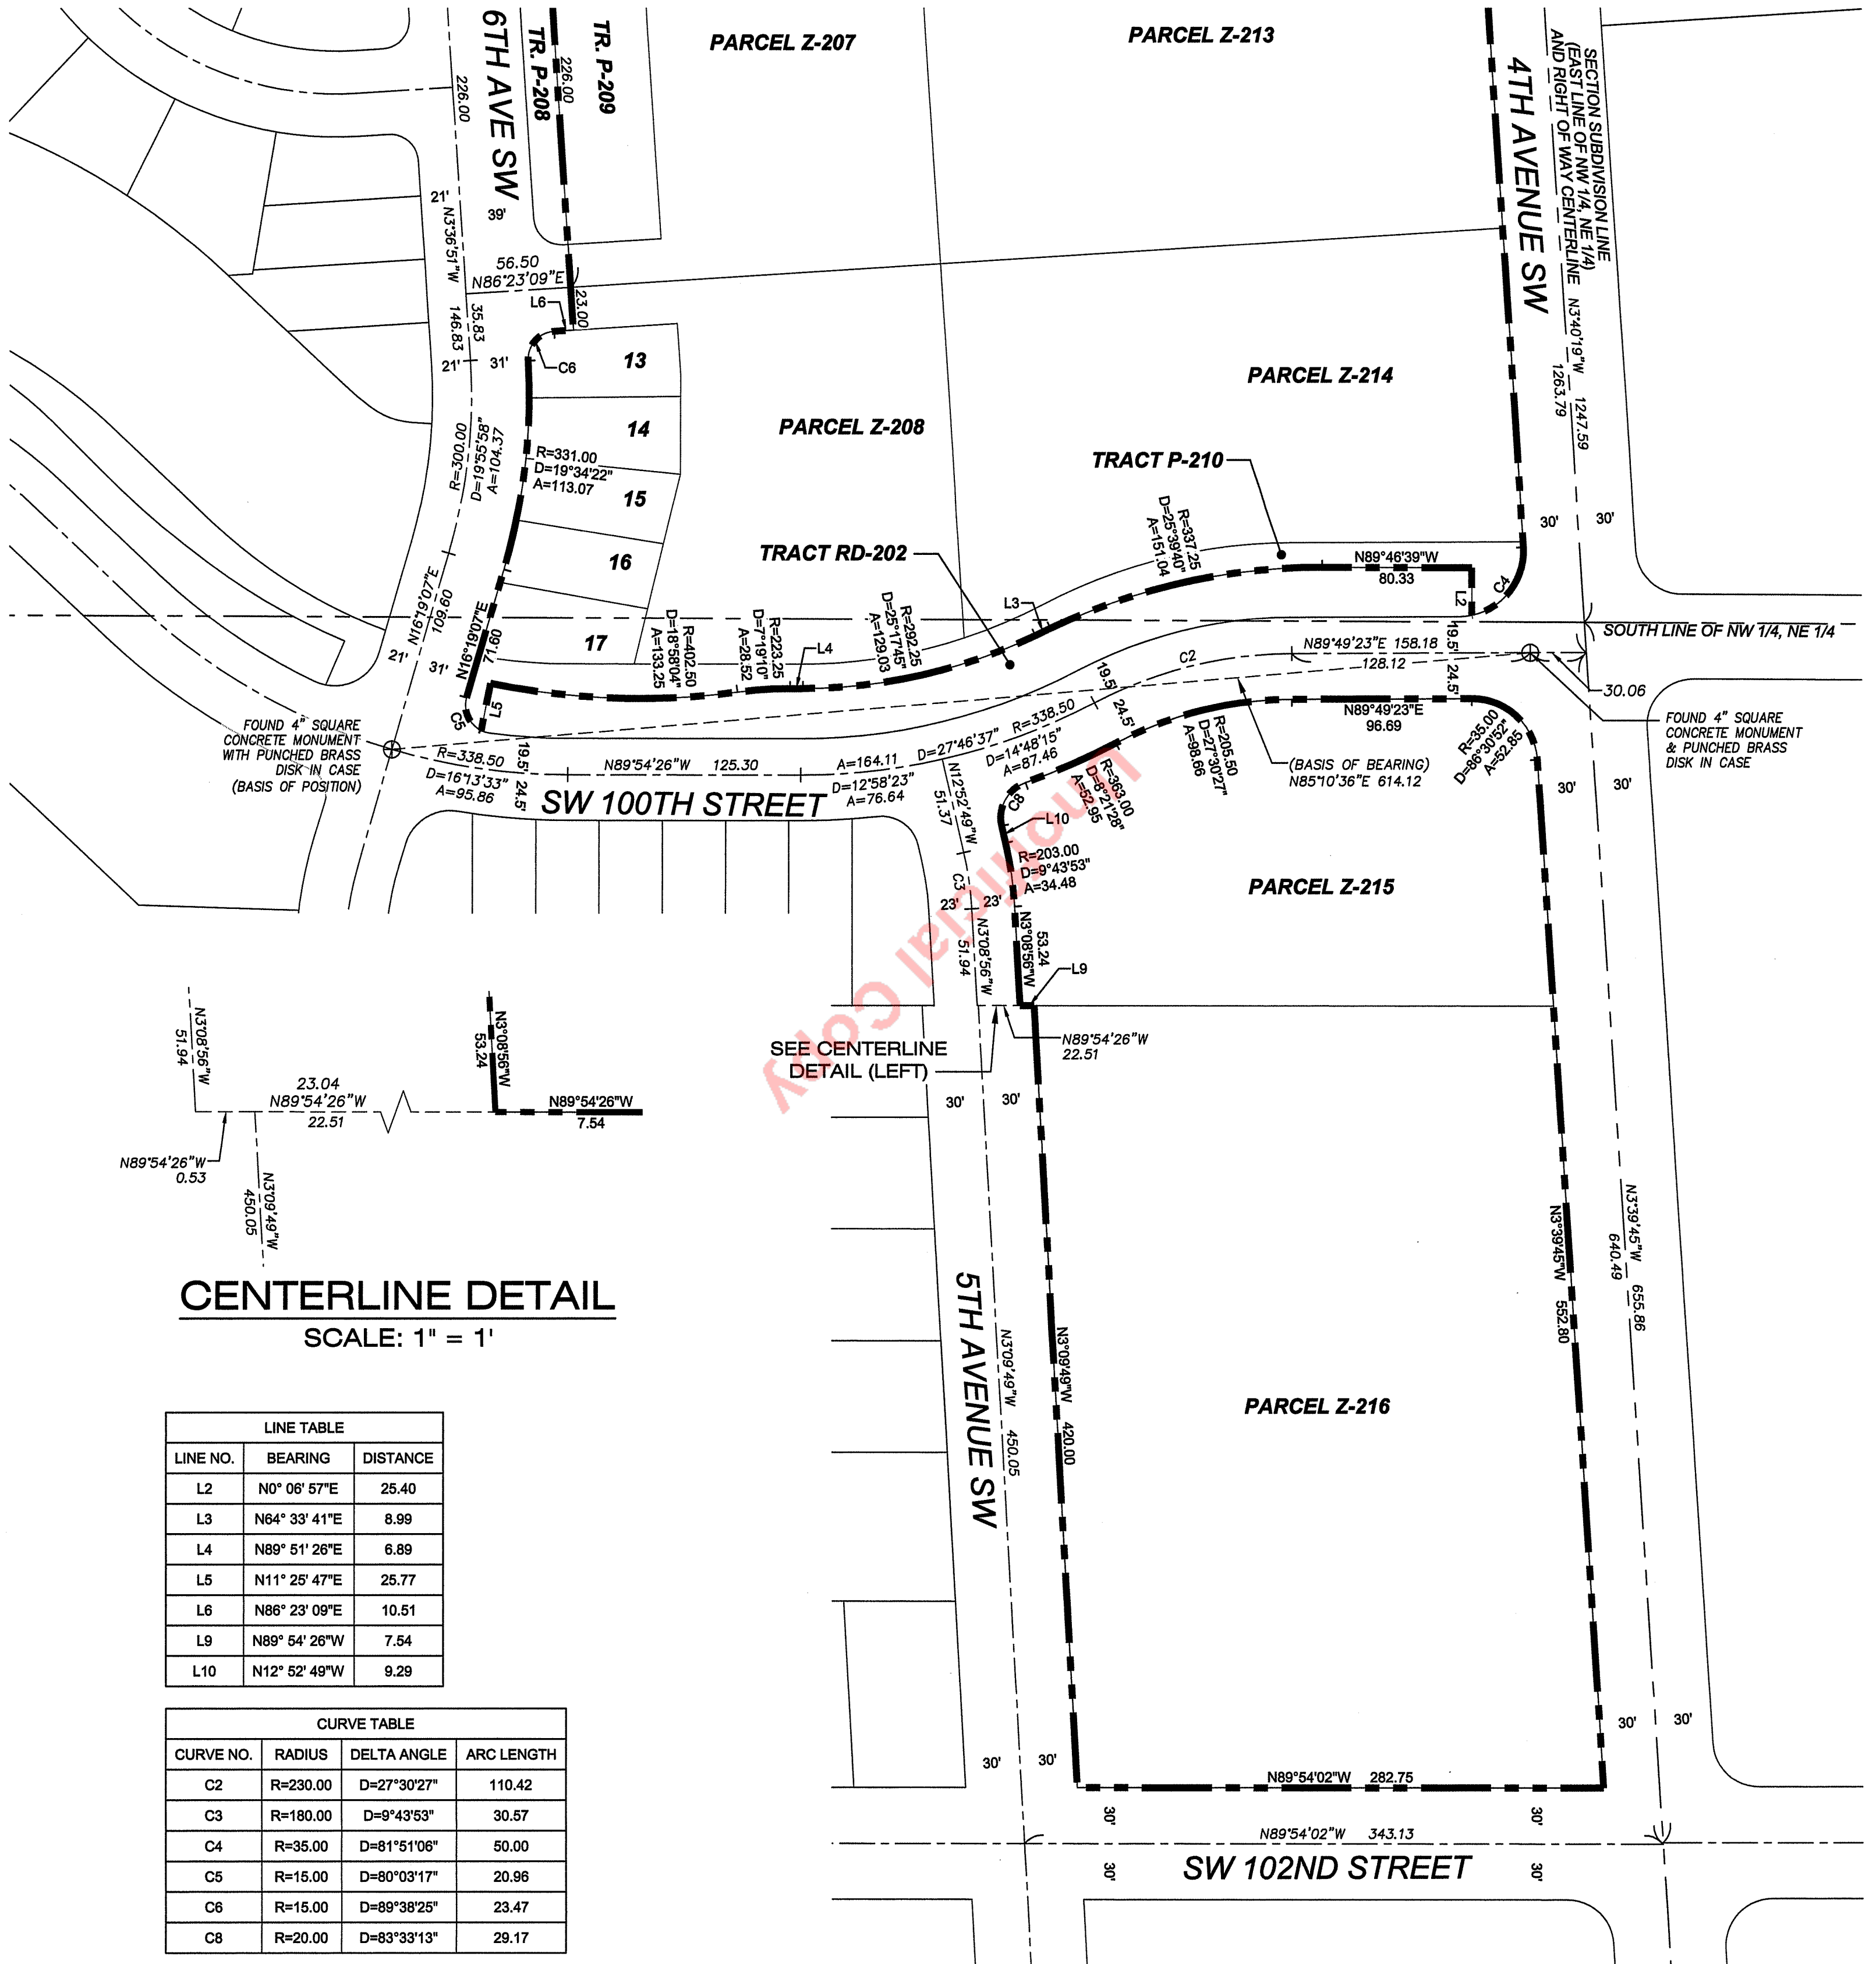 6TH AVE SW
TR. P-208
226.00
TR. P-209
PARCEL Z-207
PARCEL Z-213
4TH AVENUE SW
SECTION SUBDIVISION LINE
(EAST LINE OF NW 1/4, NE 1/4)
AND RIGHT OF WAY CENTERLINE
N3°40'19"W
1247.59
1263.79
226.00
21'
39'
N3°36'51"W
146.83
35.83
56.50
N86°23'09"E
L6
23.00
21'
31'
C6
13
14
15
16
17
R=300.00
D=19°55'58"
A=104.37
R=331.00
D=19°34'22"
A=113.07
PARCEL Z-208
PARCEL Z-214
TRACT P-210
TRACT RD-202
R=337.25
D=25°39'40"
A=151.04
N89°46'39"W
80.33
L2
C4
30'
30'
L3
N16°19'07"E
109.60
N16°19'07"E
71.60
21'
31'
C5
L5
R=402.50
D=18°58'04"
A=133.25
R=223.25
D=7°19'10"
A=28.52
L4
R=292.25
D=25°17'45"
A=129.03
C2
N89°49'23"E 158.18
128.12
19.5'
24.5'
SOUTH LINE OF NW 1/4, NE 1/4
30.06
FOUND 4" SQUARE
CONCRETE MONUMENT
& PUNCHED BRASS
DISK IN CASE
FOUND 4" SQUARE
CONCRETE MONUMENT
WITH PUNCHED BRASS
DISK IN CASE
(BASIS OF POSITION)
R=338.50
D=16°13'33"
A=95.86
19.5'
24.5'
N89°54'26"W 125.30
A=164.11
D=27°46'37"
R=338.50
D=12°58'23"
A=76.64
D=14°48'15"
A=87.46
19.5'
24.5'
SW 100TH STREET
R=205.50
D=27°30'27"
A=98.66
N89°49'23"E
96.69
R=35.00
D=86°30'52"
A=52.85
(BASIS OF BEARING)
N85°10'36"E 614.12
30'
30'
N12°52'49"W
51.37
C8
R=363.00
D=8°21'28"
A=52.95
L10
R=203.00
D=9°43'53"
A=34.48
C3
23'
23'
PARCEL Z-215
N3°08'56"W
51.94
N3°08'56"W
53.24
L9
N89°54'26"W
22.51
SEE CENTERLINE
DETAIL (LEFT)
30'
30'
Unofficial Copy
N3°08'56"W
51.94
23.04
N89°54'26"W
22.51
N3°08'56"W
53.24
N89°54'26"W
7.54
N89°54'26"W
0.53
N3°09'49"W
450.05
CENTERLINE DETAIL
SCALE: 1" = 1'
5TH AVENUE SW
N3°09'49"W 450.05
N3°09'49"W 420.00
PARCEL Z-216
N3°39'45"W 552.80
N3°39'45"W 655.86
640.49
LINE TABLE
LINE NO. BEARING DISTANCE
L2 N0° 06' 57"E 25.40
L3 N64° 33' 41"E 8.99
L4 N89° 51' 26"E 6.89
L5 N11° 25' 47"E 25.77
L6 N86° 23' 09"E 10.51
L9 N89° 54' 26"W 7.54
L10 N12° 52' 49"W 9.29
CURVE TABLE
CURVE NO. RADIUS DELTA ANGLE ARC LENGTH
C2 R=230.00 D=27°30'27" 110.42
C3 R=180.00 D=9°43'53" 30.57
C4 R=35.00 D=81°51'06" 50.00
C5 R=15.00 D=80°03'17" 20.96
C6 R=15.00 D=89°38'25" 23.47
C8 R=20.00 D=83°33'13" 29.17
30'
30'
30'
30'
N89°54'02"W 282.75
30'
30'
N89°54'02"W 343.13
SW 102ND STREET
30'
30'